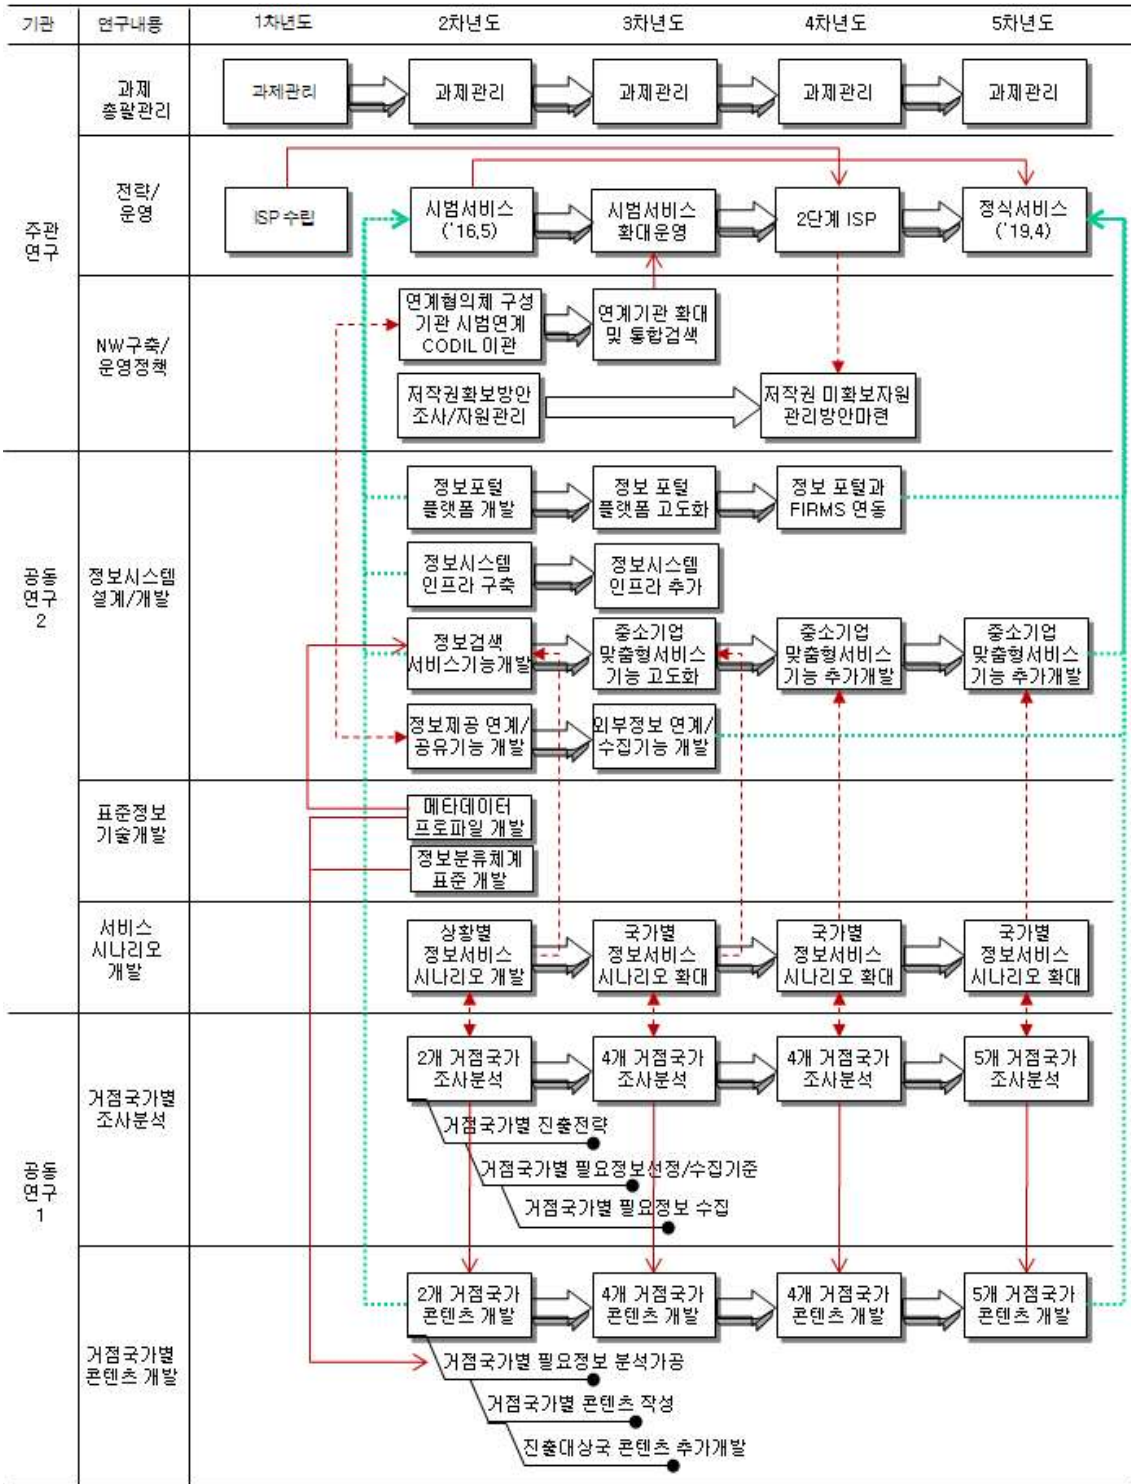 기관 연구내용 1차년도 2차년도 3차년도 4차년도 5차년도
과제
총괄관리
과제관리 과제관리 과제관리 과제관리 과제관리
주관
연구
전략/
운영
ISP 수립
시범서비스
('16.5)
시범서비스
확대운영
2단계 ISP
정식서비스
('19.4)
NW구축/
운영정책
연계협의체 구성
기관 시범연계
CODIL 이관
연계기관 확대
및 통합검색
저작권확보방안
조사/자원관리
저작권 미확보자원
관리방안마련
공동
연구
2
정보시스템
설계/개발
정보포털
플랫폼 개발
정보 포털
플랫폼 고도화
정보 포털과
FIRMS 연동
정보시스템
인프라 구축
정보시스템
인프라 추가
정보검색
서비스기능개발
중소기업
맞춤형서비스
기능 고도화
중소기업
맞춤형서비스
기능 추가개발
중소기업
맞춤형서비스
기능 추가개발
정보제공 연계/
공유기능 개발
외부정보 연계/
수집기능 개발
표준정보
기술개발
메타데이터
프로파일 개발
정보분류체계
표준 개발
서비스
시나리오
개발
상황별
정보서비스
시나리오 개발
국가별
정보서비스
시나리오 확대
국가별
정보서비스
시나리오 확대
국가별
정보서비스
시나리오 확대
공동
연구
1
거점국가별
조사분석
2개 거점국가
조사분석
4개 거점국가
조사분석
4개 거점국가
조사분석
5개 거점국가
조사분석
거점국가별 진출전략
거점국가별 필요정보선정/수집기준
거점국가별 필요정보 수집
거점국가별
콘텐츠 개발
2개 거점국가
콘텐츠 개발
4개 거점국가
콘텐츠 개발
4개 거점국가
콘텐츠 개발
5개 거점국가
콘텐츠 개발
거점국가별 필요정보 분석가공
거점국가별 콘텐츠 작성
진출대상국 콘텐츠 추가개발